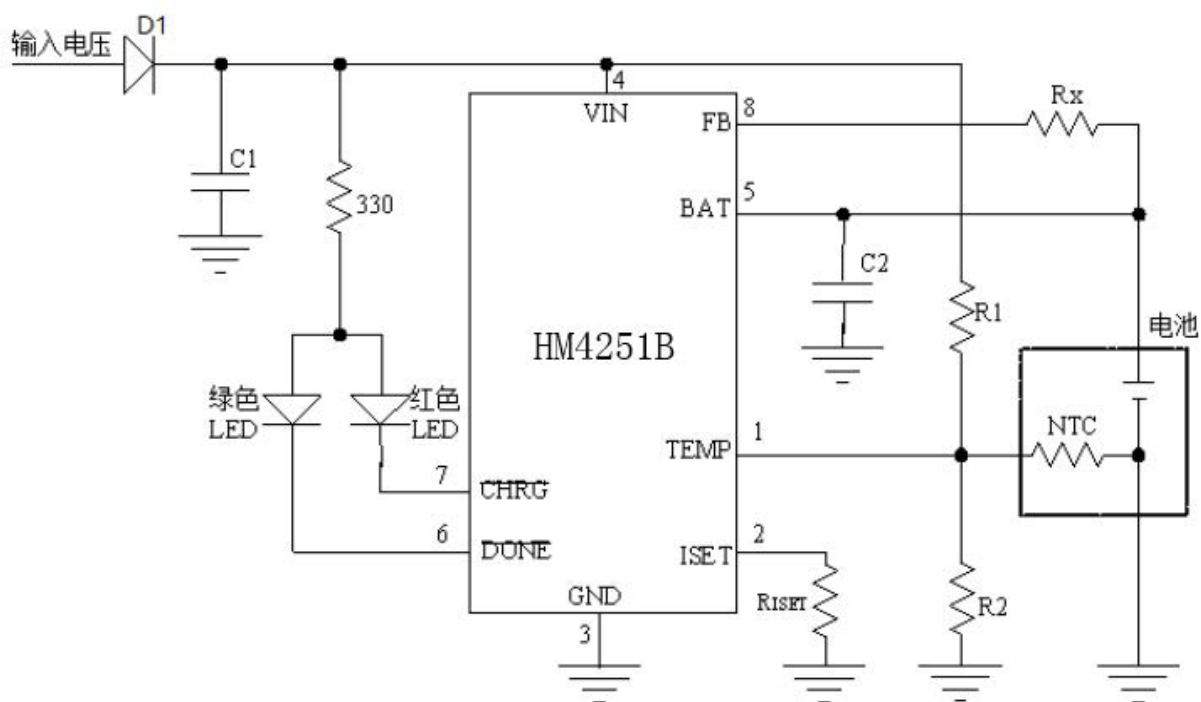 D1
输入电压
4
VIN
FB
8
Rx
C1
330
BAT
5
C2
R1
HM4251B
电池
绿色
LED
红色
LED
TEMP
1
NTC
7
CHRG
6
DONE
ISET
2
RISET
R2
GND
3